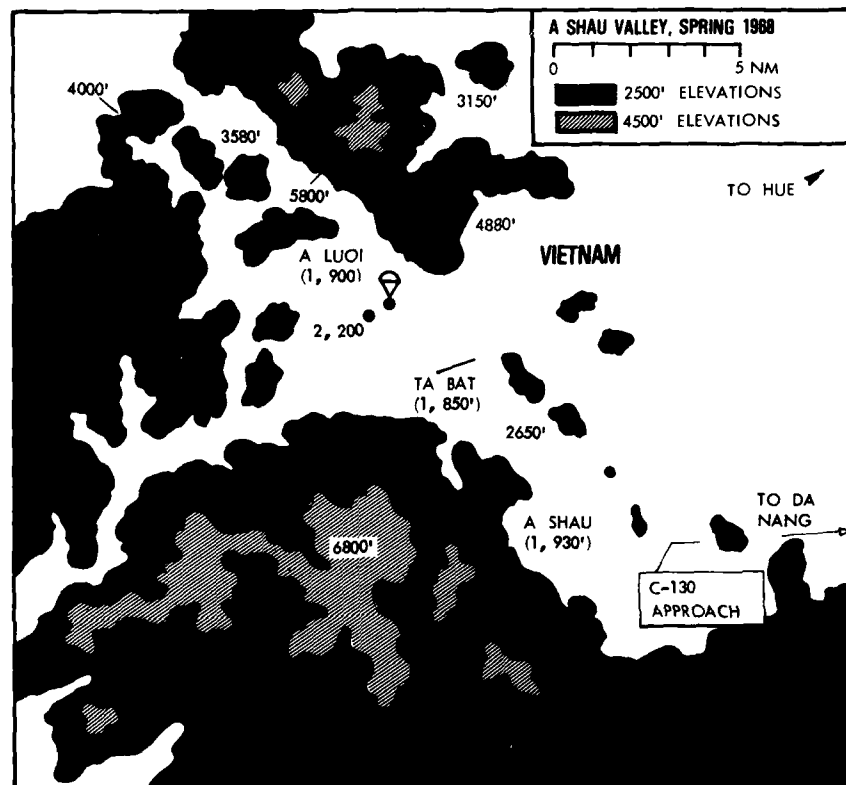 A SHAU VALLEY, SPRING 1968
0 5 NM
2500' ELEVATIONS
4500' ELEVATIONS
4000'
3150'
3580'
5800'
TO HUE
4880'
A LUOI
(1, 900)
VIETNAM
2, 200
TA BAT
(1, 850')
2650'
A SHAU
(1, 930')
TO DA
NANG
6800'
C-130
APPROACH